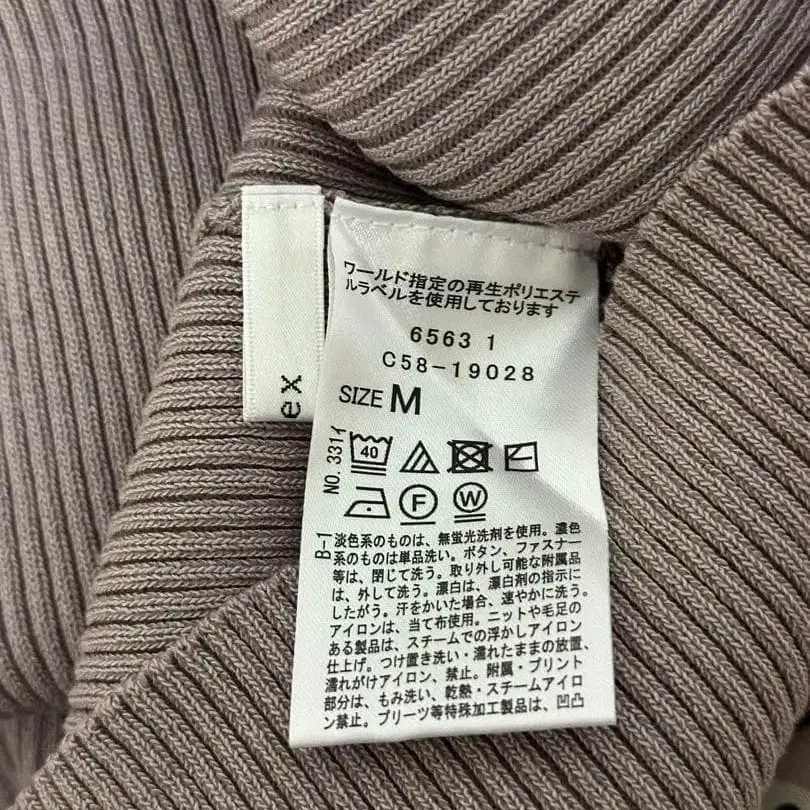 ワールド指定の再生ポリエステ
ルラベルを使用しております
6563 1
C58-19028
SIZE M
ex
NO. 331イ
40
F
W
B-1
淡色系のものは、無蛍光洗剤を使用。濃色
系のものは単品洗い。ボタン、ファスナー
等は、閉じて洗う。取り外し可能な附属品
は、外して洗う。漂白は、漂白剤の指示に
したがう。汗をかいた場合、速やかに洗う。
アイロンは、当て布使用。ニットや毛足の
ある製品は、スチームでの浮かしアイロン
仕上げ。つけ置き洗い・濡れたままの放置、
濡れがけアイロン、禁止。附属・プリント
部分は、もみ洗い、乾熱・スチームアイロ
ン禁止。プリーツ等特殊加工製品は、凹凸